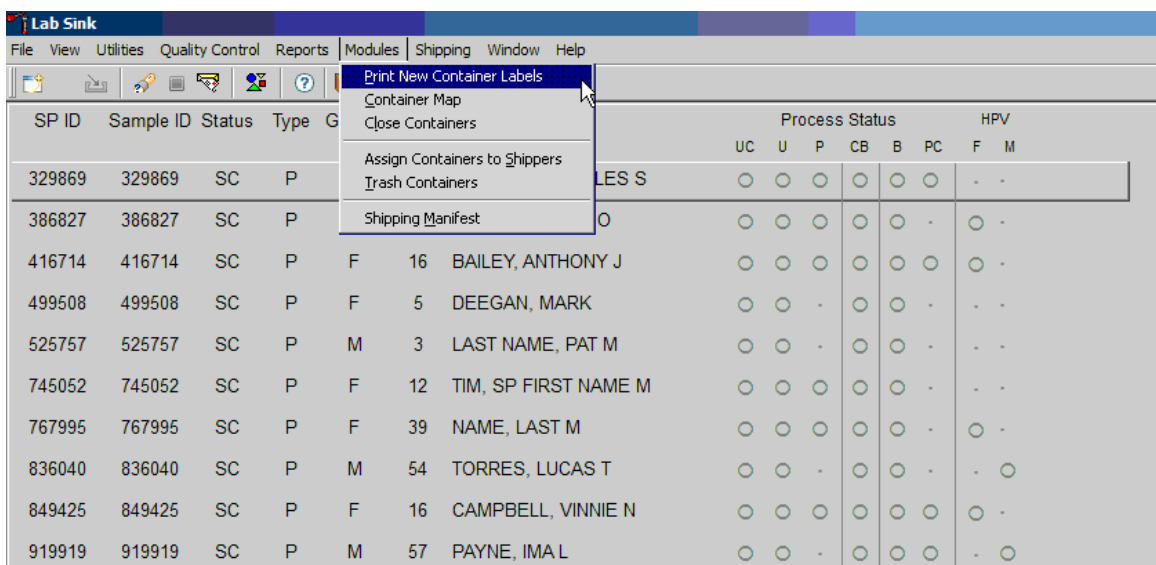 Lab Sink
File View Utilities Quality Control Reports Modules Shipping Window Help
Print New Container Labels
Container Map
Close Containers
Assign Containers to Shippers
Trash Containers
Shipping Manifest
SP ID Sample ID Status Type G Process Status HPV
UC U P CB B PC F M
329869 329869 SC P LES S - -
386827 386827 SC P O - -
416714 416714 SC P F 16 BAILEY, ANTHONY J -
499508 499508 SC P F 5 DEEGAN, MARK - - - -
525757 525757 SC P M 3 LAST NAME, PAT M - - - -
745052 745052 SC P F 12 TIM, SP FIRST NAME M - - -
767995 767995 SC P F 39 NAME, LAST M - -
836040 836040 SC P M 54 TORRES, LUCAS T - - -
849425 849425 SC P F 16 CAMPBELL, VINNIE N -
919919 919919 SC P M 57 PAYNE, IMA L - -